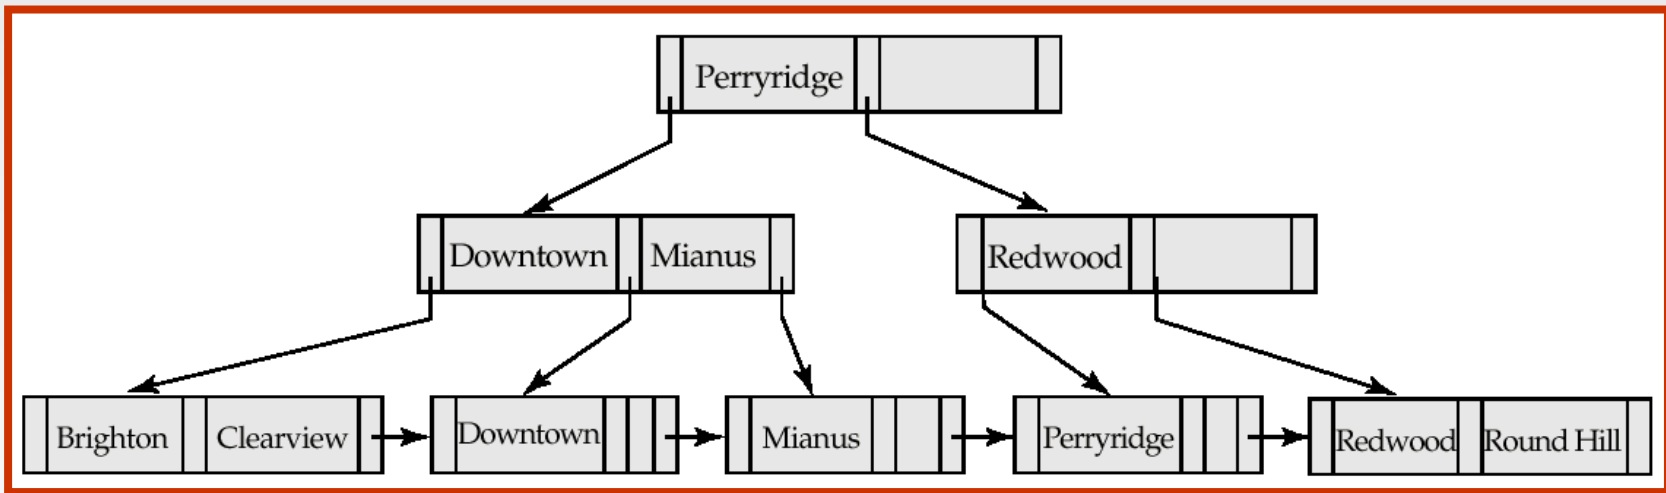 Perryridge
Downtown Mianus
Redwood
Brighton Clearview
Downtown
Mianus
Perryridge
Redwood Round Hill